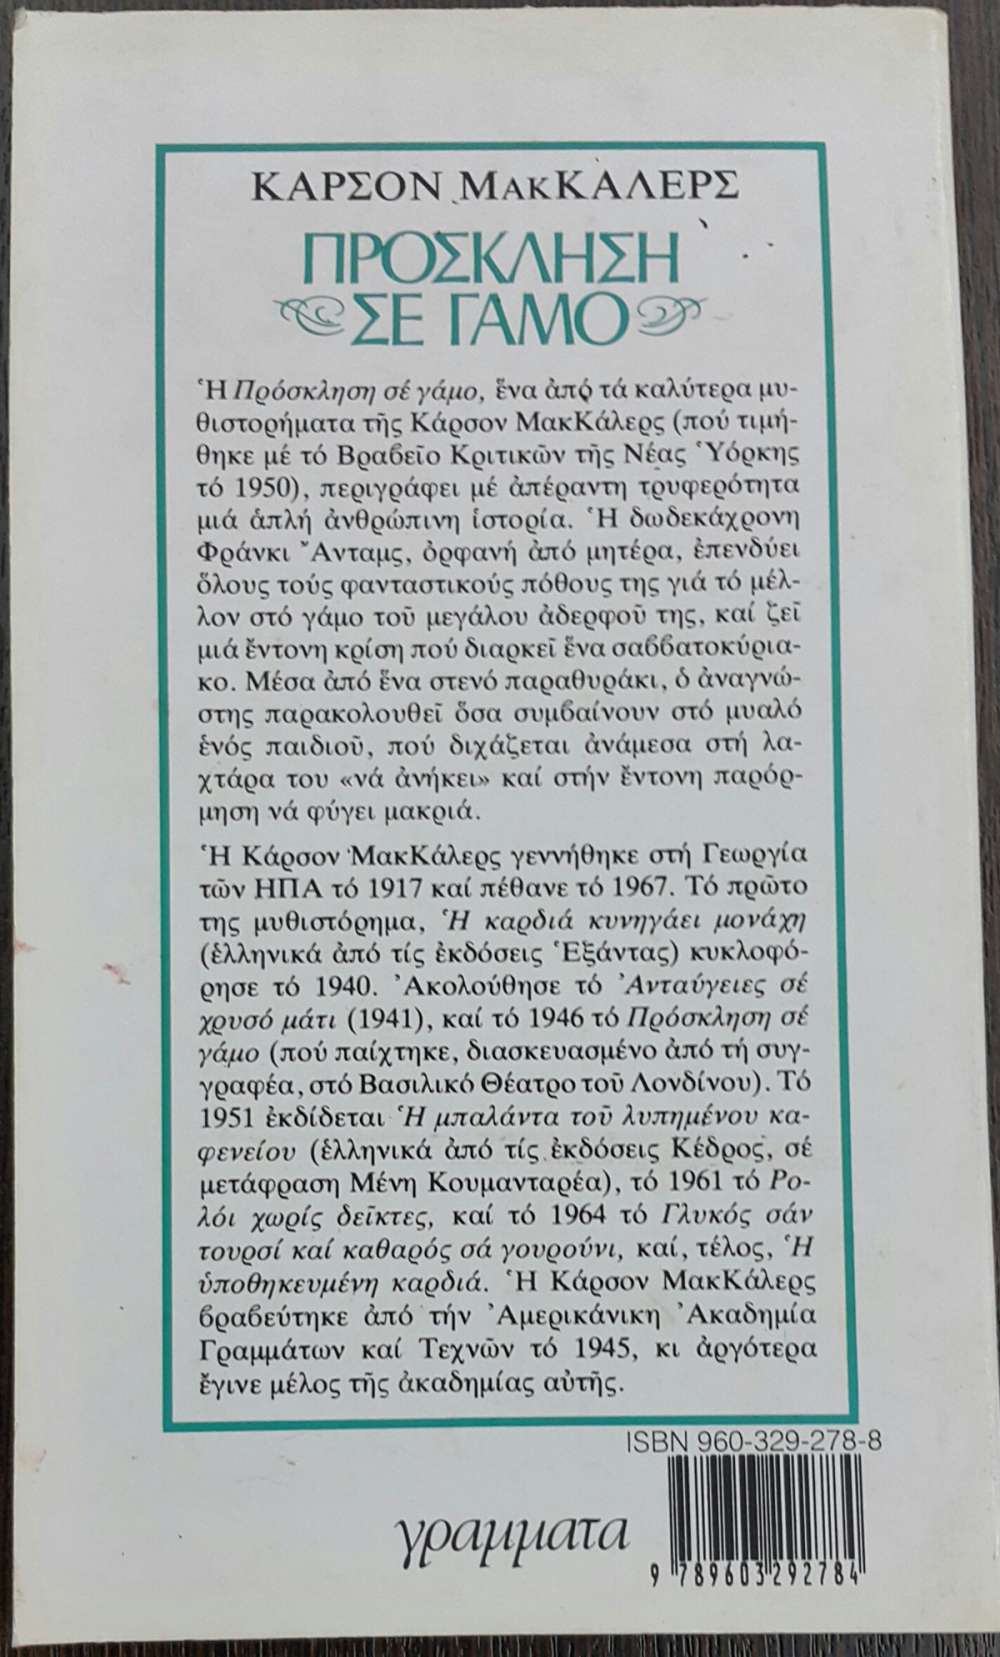 ΚΑΡΣΟΝ ΜΑΚΚΑΛΕΡΣ
ΠΡΟΣΚΛΗΣΗ
ΣΕ ΓΑΜΟ
Ἡ Πρόσκληση σέ γάμο, ἕνα ἀπό τά καλύτερα μυ-
θιστορήματα τῆς Κάρσον ΜακΚάλερς (πού τιμή-
θηκε μέ τό Βραβεῖο Κριτικῶν τῆς Νέας Ὑόρκης
τό 1950), περιγράφει μέ ἀπέραντη τρυφερότητα
μιά ἁπλή ἀνθρώπινη ἱστορία. Ἡ δωδεκάχρονη
Φράνκι Ἄνταμς, ὀρφανή ἀπό μητέρα, ἐπενδύει
ὅλους τούς φανταστικούς πόθους της γιά τό μέλ-
λον στό γάμο τοῦ μεγάλου ἀδερφοῦ της, καί ζεῖ
μιά ἔντονη κρίση πού διαρκεῖ ἕνα σαββατοκύρια-
κο. Μέσα ἀπό ἕνα στενό παραθυράκι, ὁ ἀναγνώ-
στης παρακολουθεῖ ὅσα συμβαίνουν στό μυαλό
ἑνός παιδιοῦ, πού διχάζεται ἀνάμεσα στή λα-
χτάρα του «νά ἀνήκει» καί στήν ἔντονη παρόρ-
μηση νά φύγει μακριά.
Ἡ Κάρσον ΜακΚάλερς γεννήθηκε στή Γεωργία
τῶν ΗΠΑ τό 1917 καί πέθανε τό 1967. Τό πρῶτο
της μυθιστόρημα, Ἡ καρδιά κυνηγάει μονάχη
(ἑλληνικά ἀπό τίς ἐκδόσεις Ἑξάντας) κυκλοφό-
ρησε τό 1940. Ἀκολούθησε τό Ἀνταύγειες σέ
χρυσό μάτι (1941), καί τό 1946 τό Πρόσκληση σέ
γάμο (πού παίχτηκε, διασκευασμένο ἀπό τή συγ-
γραφέα, στό Βασιλικό Θέατρο τοῦ Λονδίνου). Τό
1951 ἐκδίδεται Ἡ μπαλάντα τοῦ λυπημένου κα-
φενείου (ἑλληνικά ἀπό τίς ἐκδόσεις Κέδρος, σέ
μετάφραση Μένη Κουμανταρέα), τό 1961 τό Ρο-
λόι χωρίς δεῖκτες, καί τό 1964 τό Γλυκός σάν
τουρσί καί καθαρός σά γουρούνι, καί, τέλος, Ἡ
ὑποθηκευμένη καρδιά. Ἡ Κάρσον ΜακΚάλερς
βραβεύτηκε ἀπό τήν Ἀμερικάνικη Ἀκαδημία
Γραμμάτων καί Τεχνῶν τό 1945, κι ἀργότερα
ἔγινε μέλος τῆς ἀκαδημίας αὐτῆς.
ISBN 960-329-278-8
γραμματα
9 789603 292784